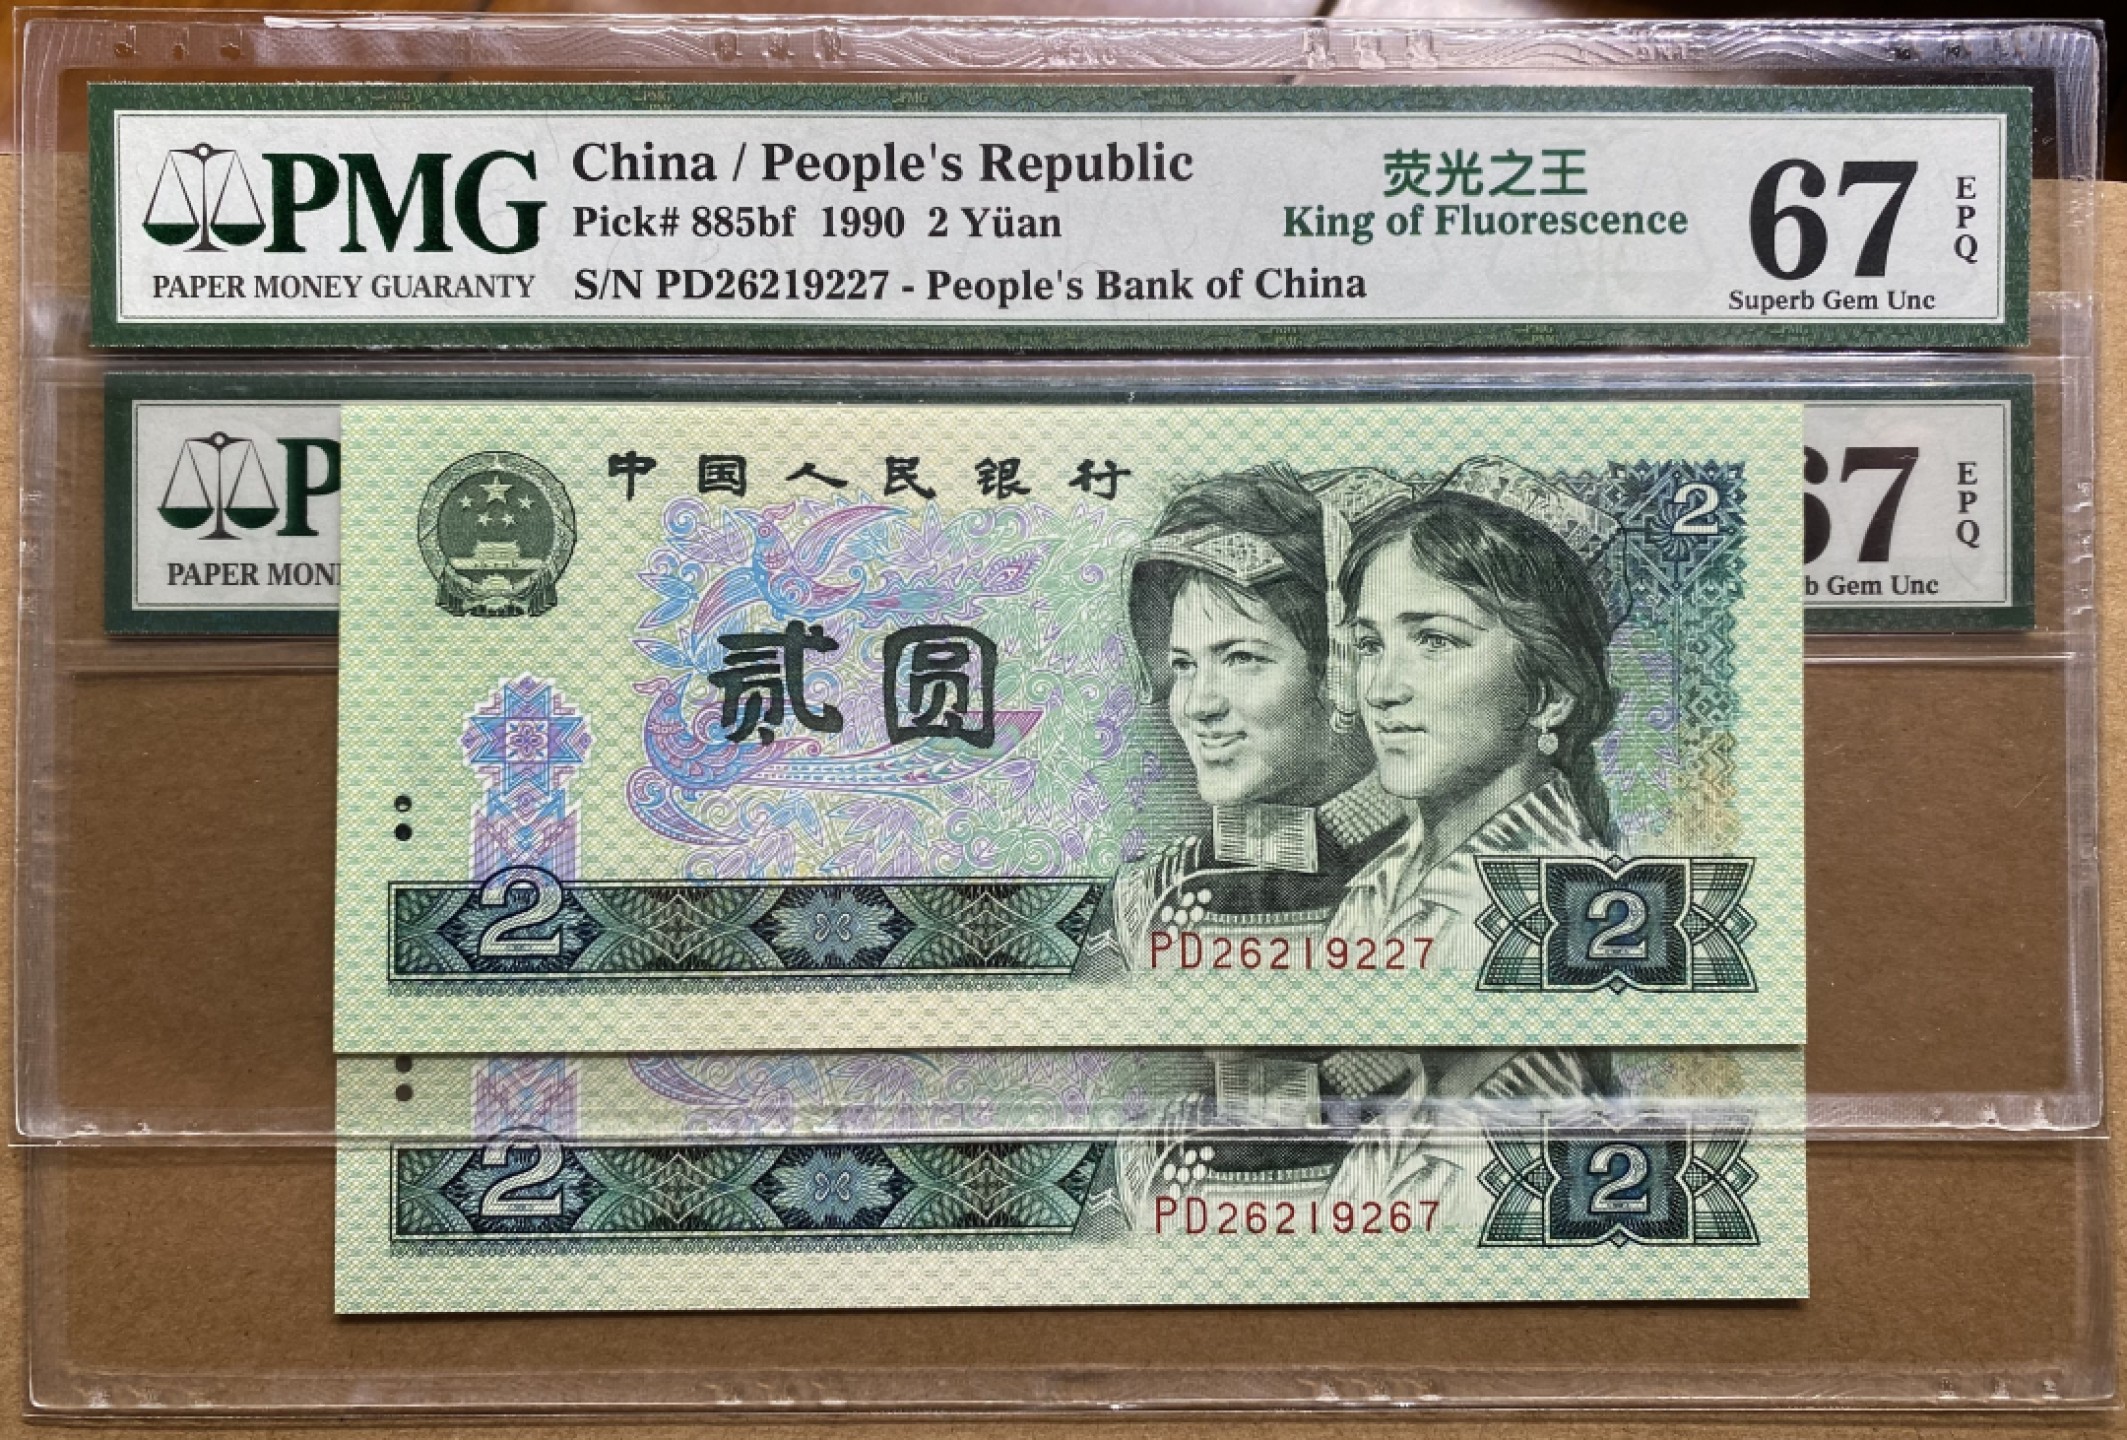 PMG
PAPER MONEY GUARANTY
China / People's Republic
Pick# 885bf 1990 2 Yüan
S/N PD26219227 - People's Bank of China
荧光之王
King of Fluorescence
67
EPQ
Superb Gem Unc
67
EPQ
Gem Unc
中国人民银行
2
贰圆
2
PD26219227
2
2
PD26219267
2